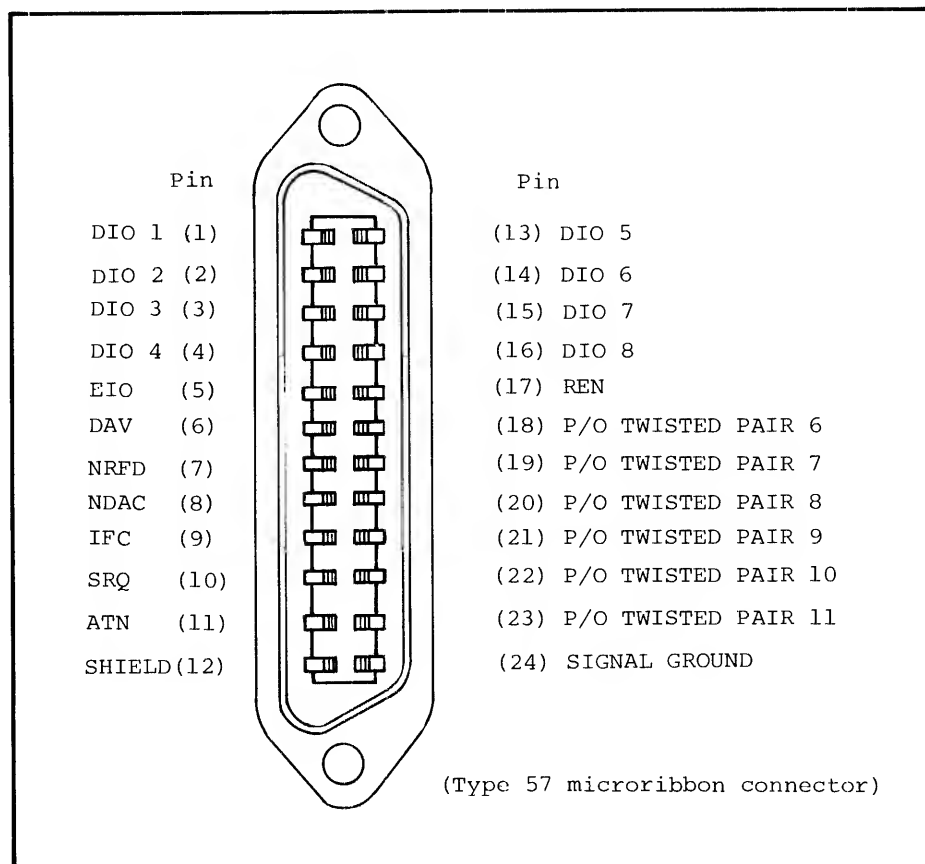 Pin Pin
DIO 1 (1) (13) DIO 5
DIO 2 (2) (14) DIO 6
DIO 3 (3) (15) DIO 7
DIO 4 (4) (16) DIO 8
EIO (5) (17) REN
DAV (6) (18) P/O TWISTED PAIR 6
NRFD (7) (19) P/O TWISTED PAIR 7
NDAC (8) (20) P/O TWISTED PAIR 8
IFC (9) (21) P/O TWISTED PAIR 9
SRQ (10) (22) P/O TWISTED PAIR 10
ATN (11) (23) P/O TWISTED PAIR 11
SHIELD(12) (24) SIGNAL GROUND
(Type 57 microribbon connector)